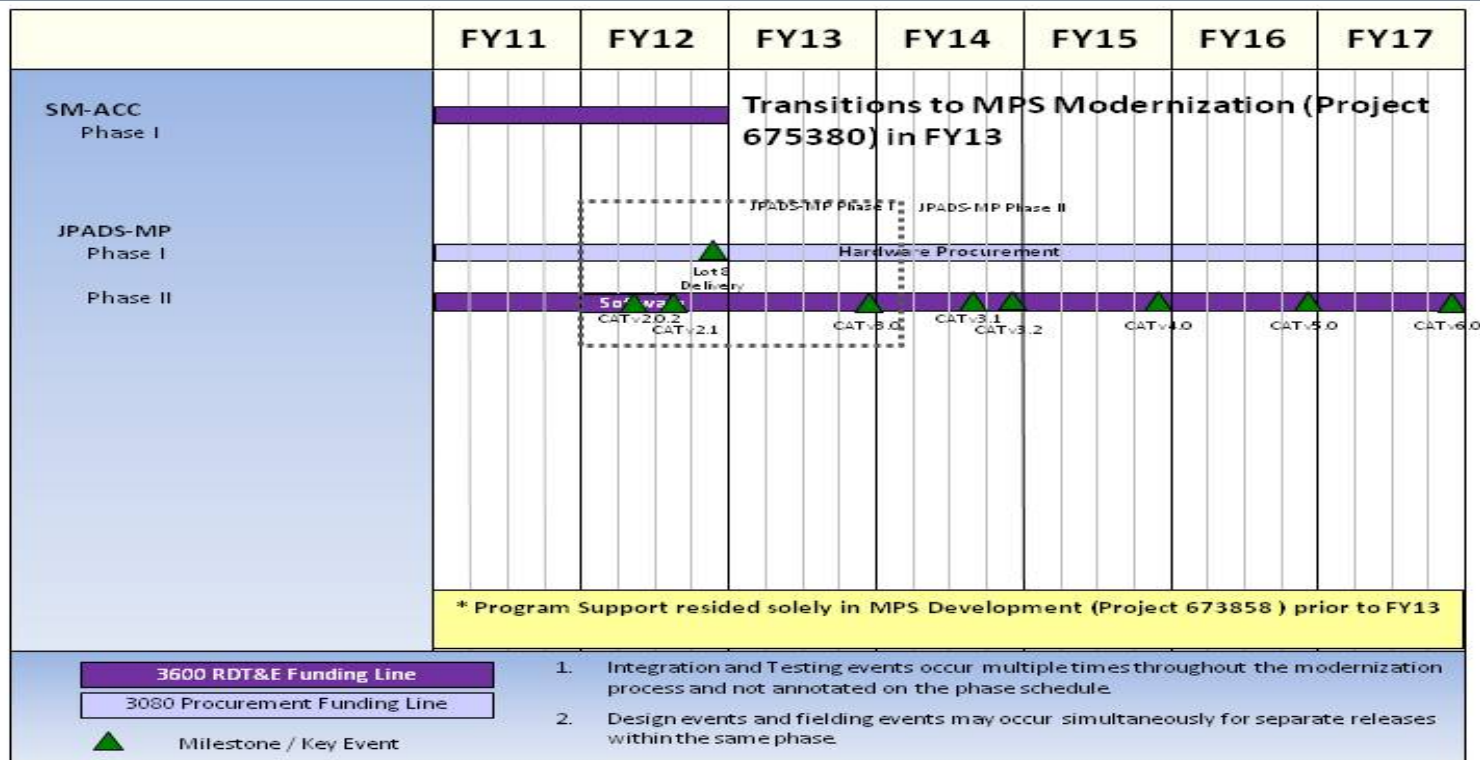 FY11 FY12 FY13 FY14 FY15 FY16 FY17
SM-ACC
Phase I
Transitions to MPS Modernization (Project
675380) in FY13
JPADS-MP Phase I JPADS-MP Phase II
JPADS-MP
Phase I
Hardware Procurement
Lot 8
Delivery
Phase II
Software
CATv2.0.2
CATv2.1
CATv3.0
CATv3.1
CATv3.2
CATv4.0
CATv5.0
CATv6.0
* Program Support resided solely in MPS Development (Project 673858 ) prior to FY13
3600 RDT&E Funding Line
3080 Procurement Funding Line
Milestone / Key Event
1. Integration and Testing events occur multiple times throughout the modernization
process and not annotated on the phase schedule.
2. Design events and fielding events may occur simultaneously for separate releases
within the same phase.